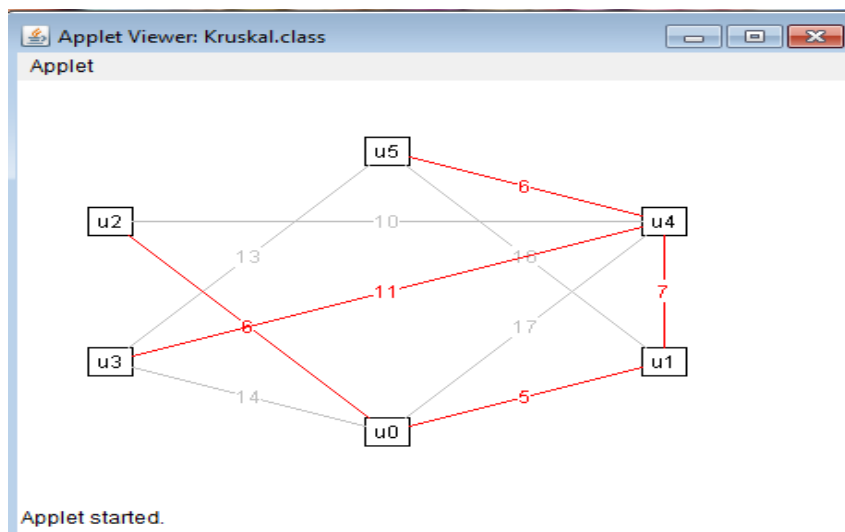 Applet Viewer: Kruskal.class
Applet
u5
6
u2
10
u4
13
18
11
7
6
17
u3
u1
14
5
u0
Applet started.